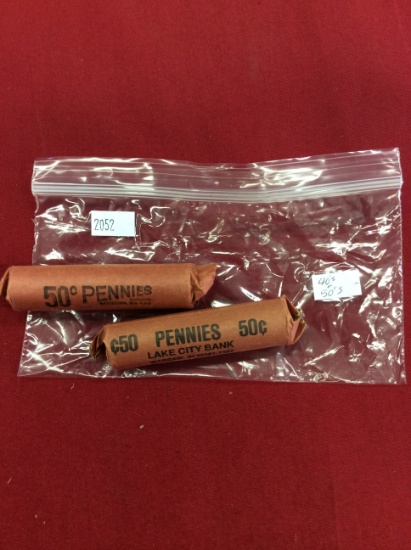 2052
40's
50's
50¢ PENNIES
¢50 PENNIES 50¢
LAKE CITY BANK